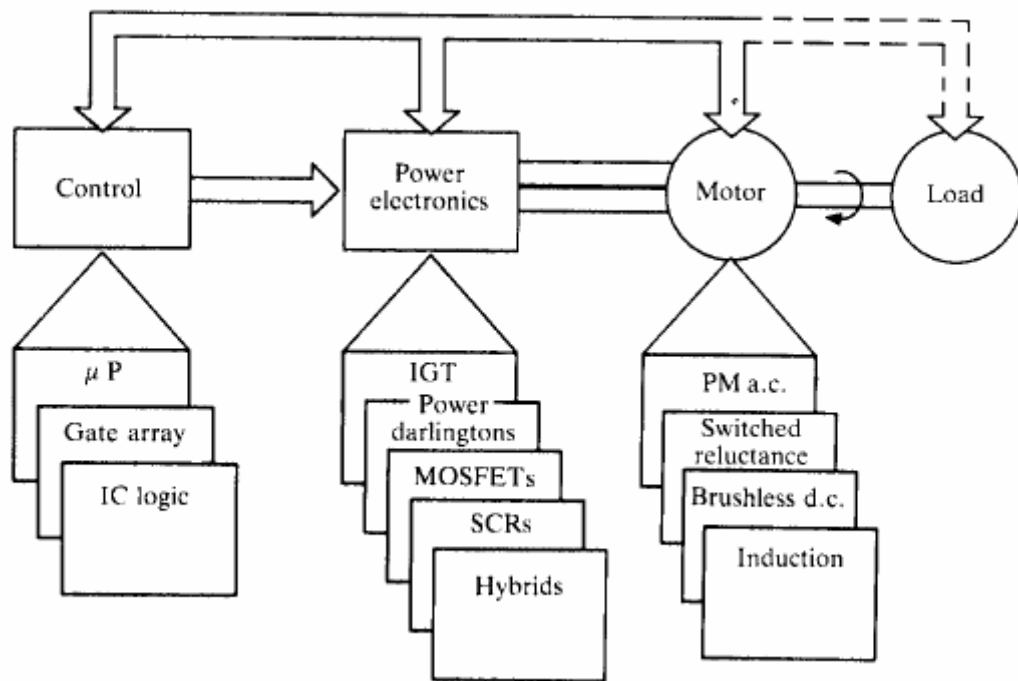 Control
Power
electronics
Motor
Load
μ P
Gate array
IC logic
IGT
Power
darlingtons
MOSFETs
SCRs
Hybrids
PM a.c.
Switched
reluctance
Brushless d.c.
Induction